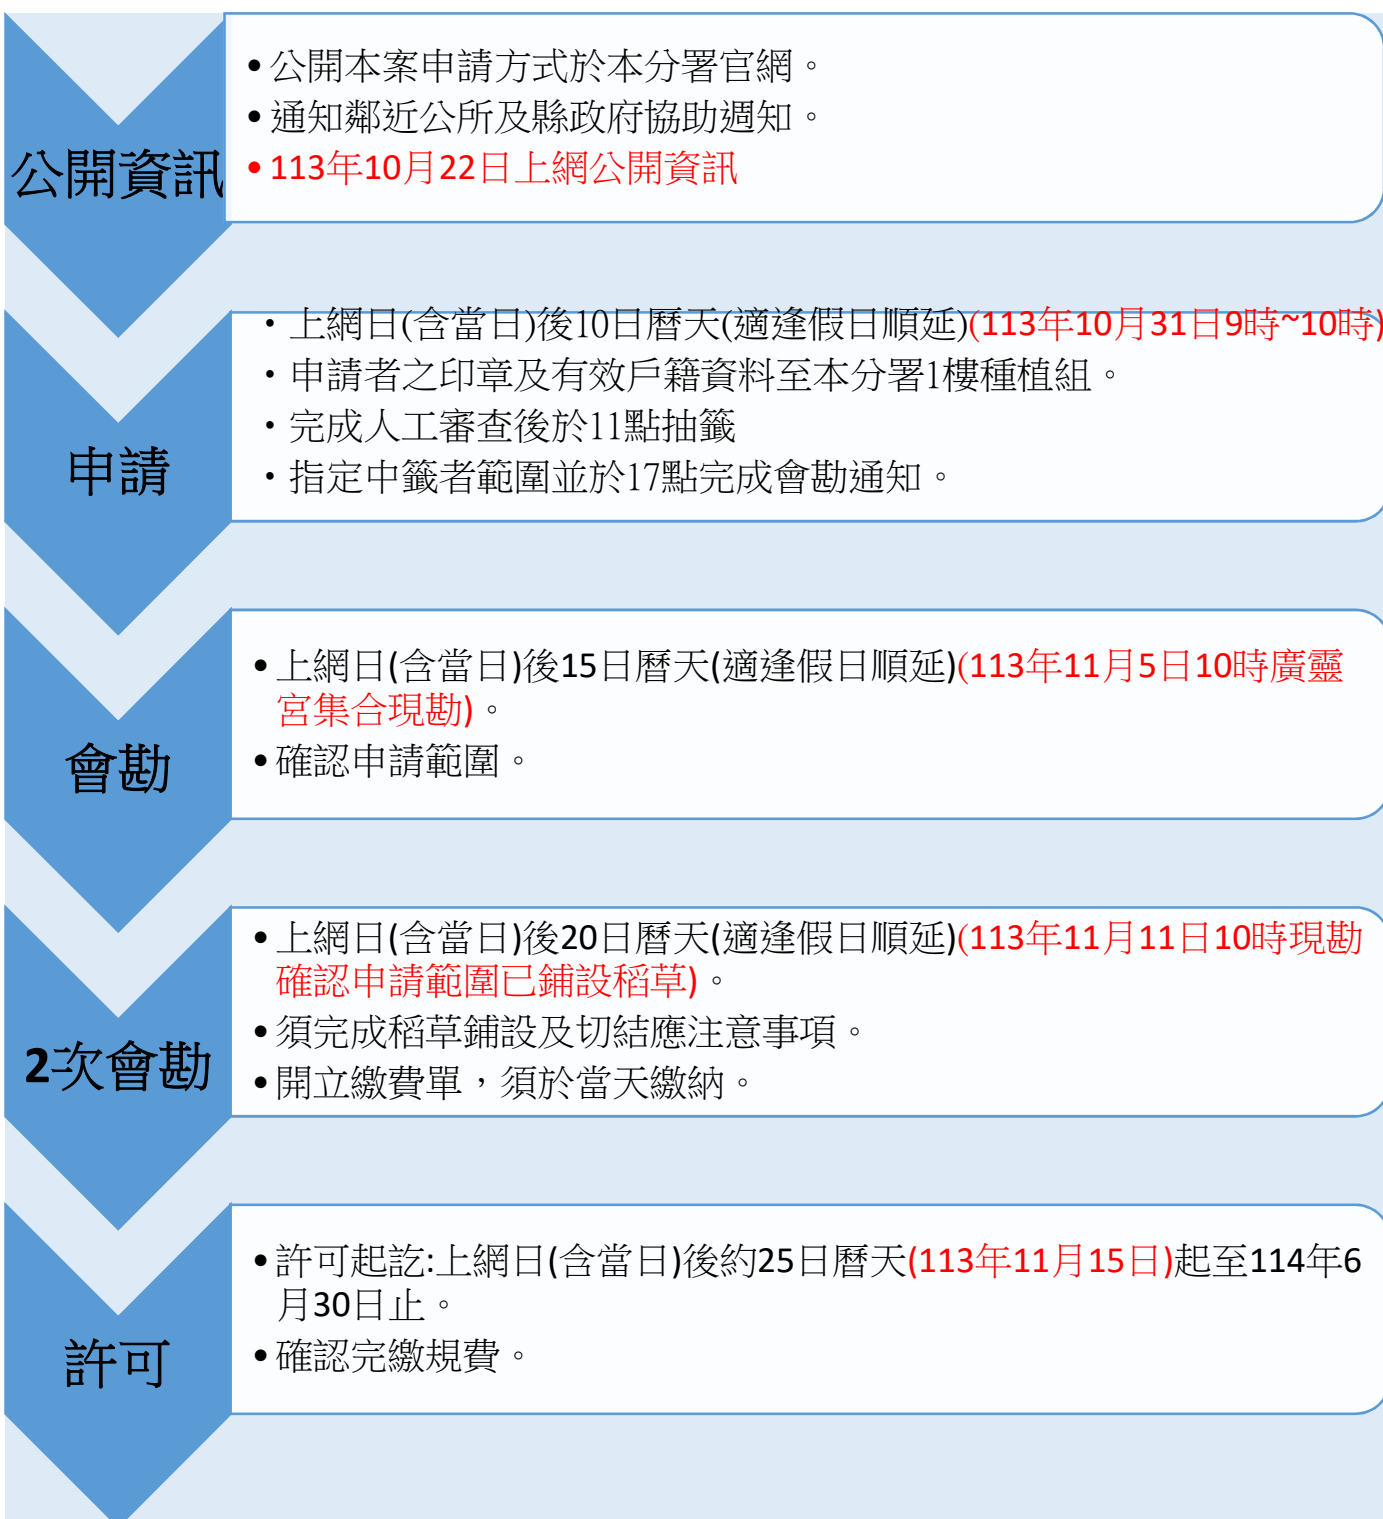 公開資訊
•公開本案申請方式於本分署官網。
•通知鄰近公所及縣政府協助週知。
•113年10月22日上網公開資訊
申請
•上網日(含當日)後10日曆天(適逢假日順延)(113年10月31日9時~10時)
•申請者之印章及有效戶籍資料至本分署1樓種植組。
•完成人工審查後於11點抽籤
•指定中籤者範圍並於17點完成會勘通知。
會勘
•上網日(含當日)後15日曆天(適逢假日順延)(113年11月5日10時廣靈
宮集合現勘)。
•確認申請範圍。
2次會勘
•上網日(含當日)後20日曆天(適逢假日順延)(113年11月11日10時現勘
確認申請範圍已鋪設稻草)。
•須完成稻草鋪設及切結應注意事項。
•開立繳費單，須於當天繳納。
許可
•許可起訖:上網日(含當日)後約25日曆天(113年11月15日)起至114年6
月30日止。
•確認完繳規費。